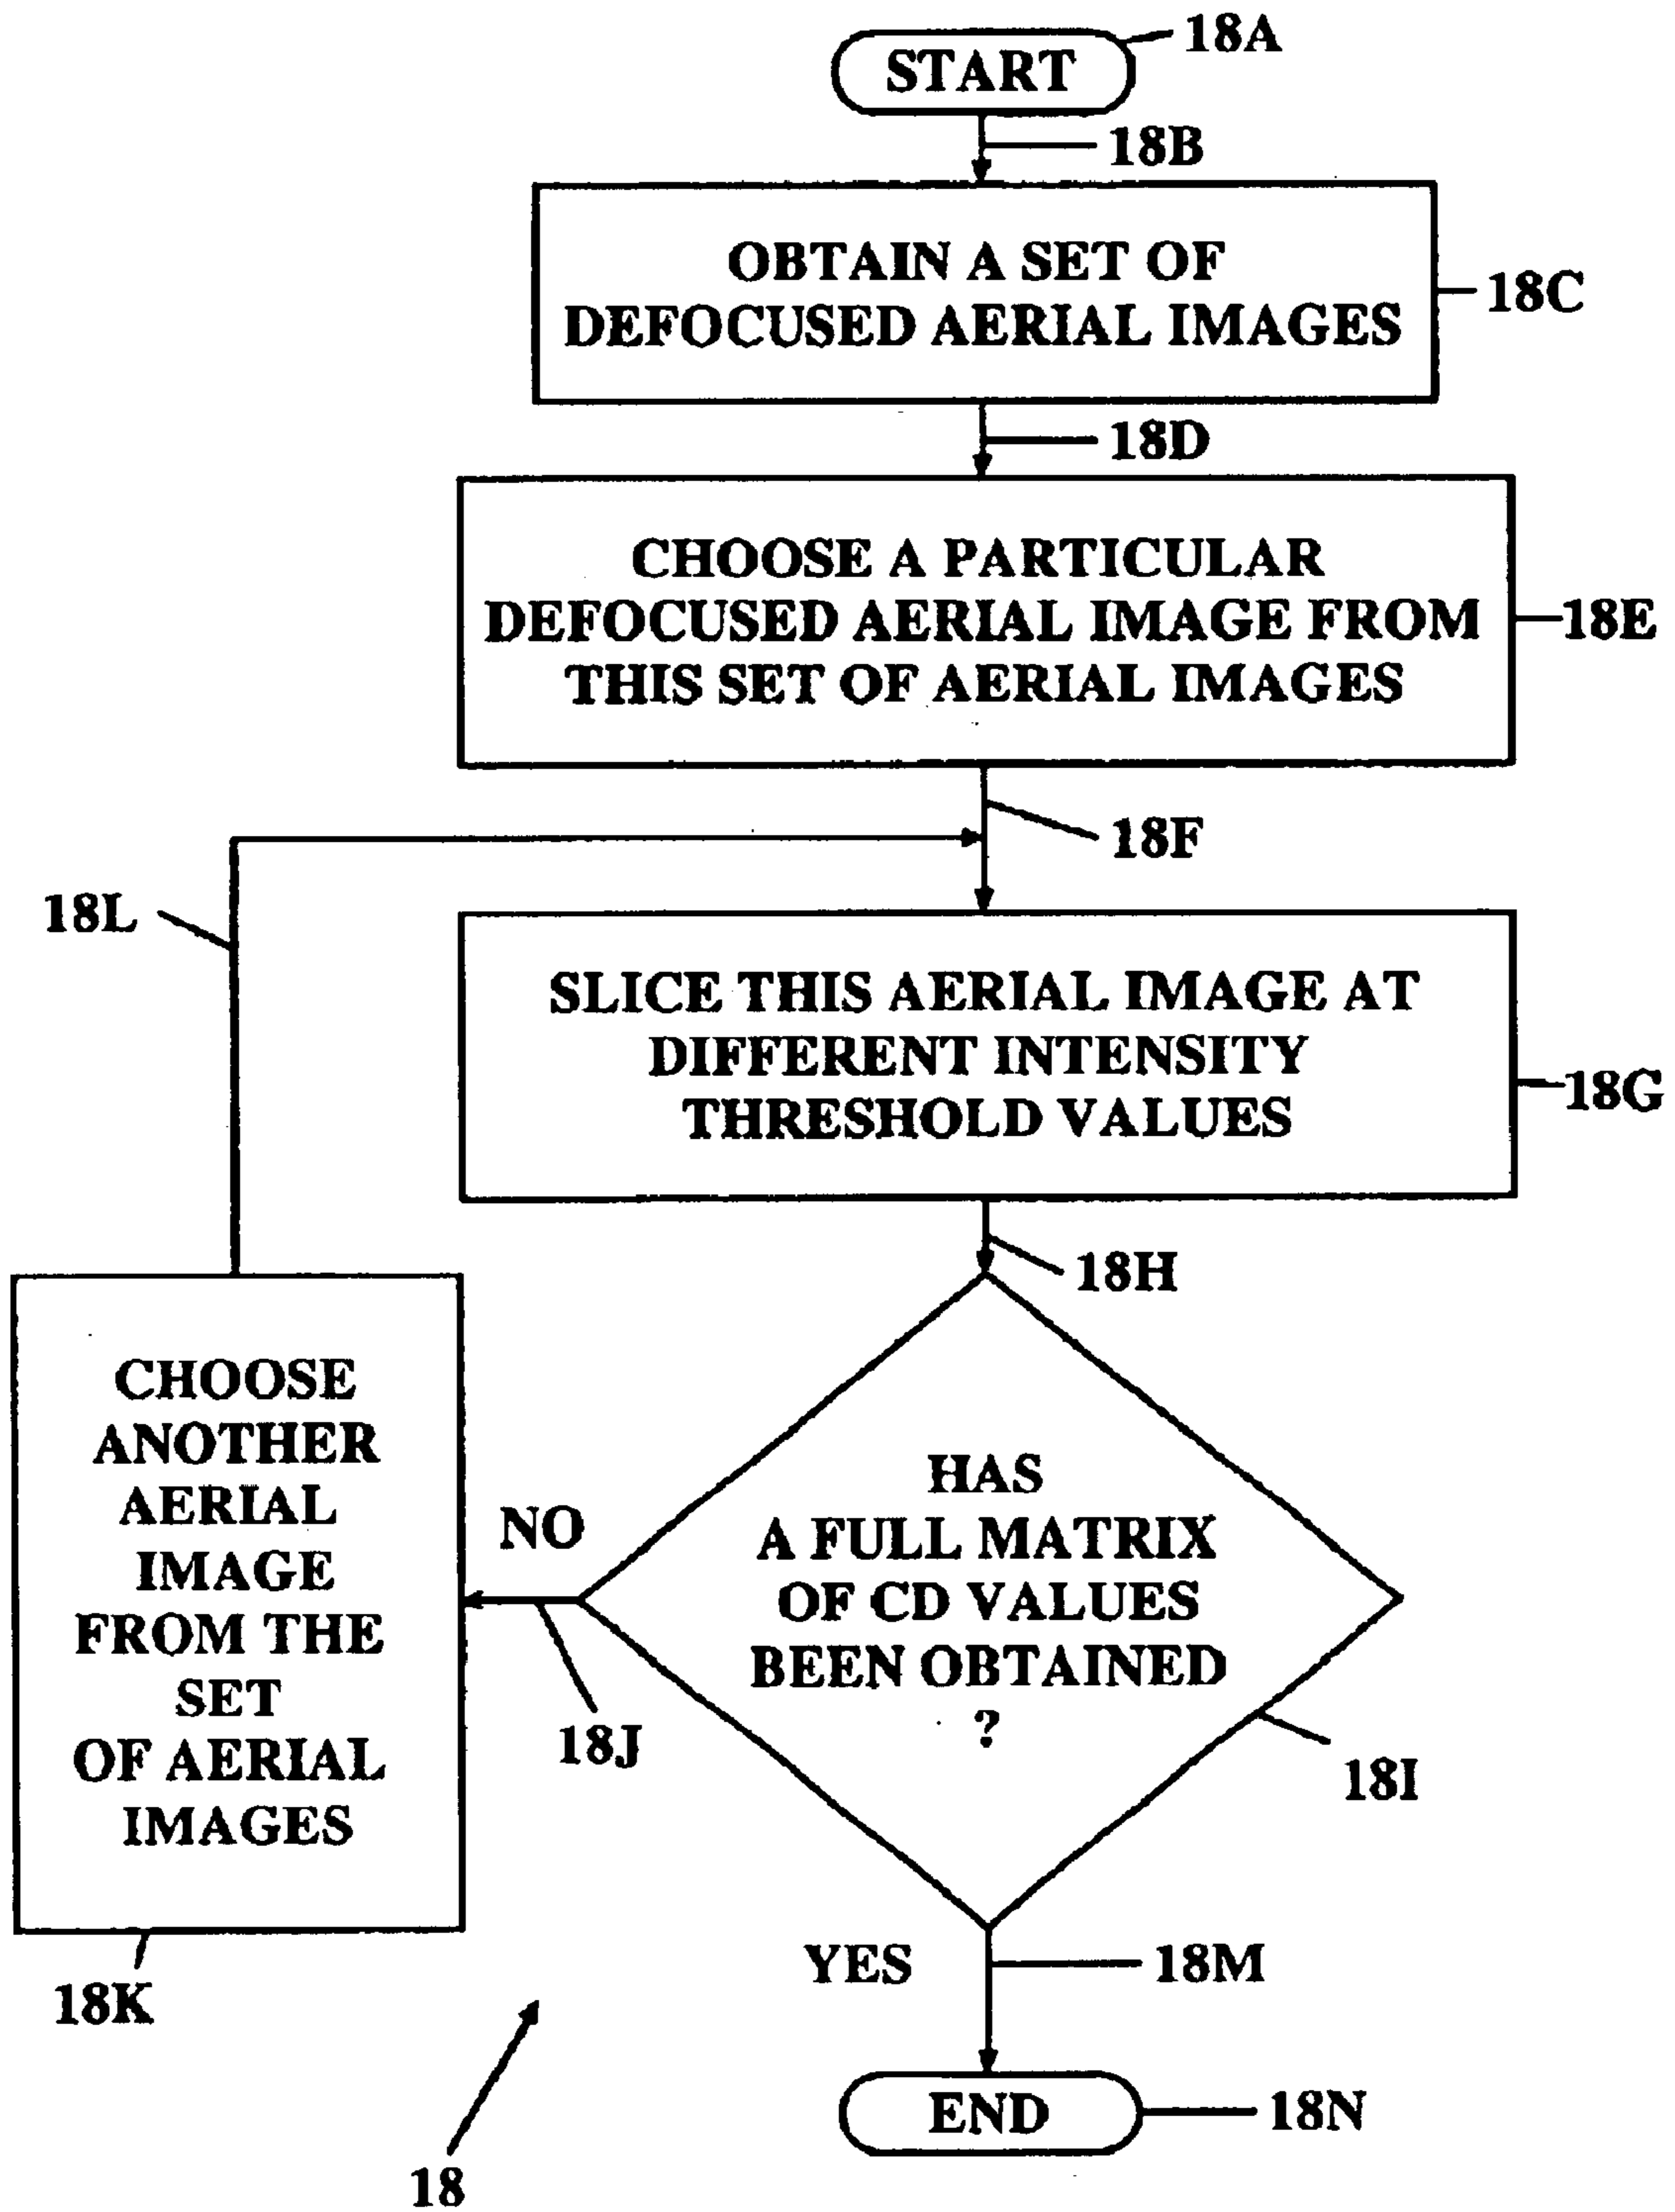 START
18A
18B
OBTAIN A SET OF
DEFOCUSED AERIAL IMAGES
18C
18D
CHOOSE A PARTICULAR
DEFOCUSED AERIAL IMAGE FROM
THIS SET OF AERIAL IMAGES
18E
18F
18L
SLICE THIS AERIAL IMAGE AT
DIFFERENT INTENSITY
THRESHOLD VALUES
18G
18H
CHOOSE
ANOTHER
AERIAL
IMAGE
FROM THE
SET
OF AERIAL
IMAGES
NO
HAS
A FULL MATRIX
OF CD VALUES
BEEN OBTAINED
?
18J
18I
18K
YES
18M
END
18N
18